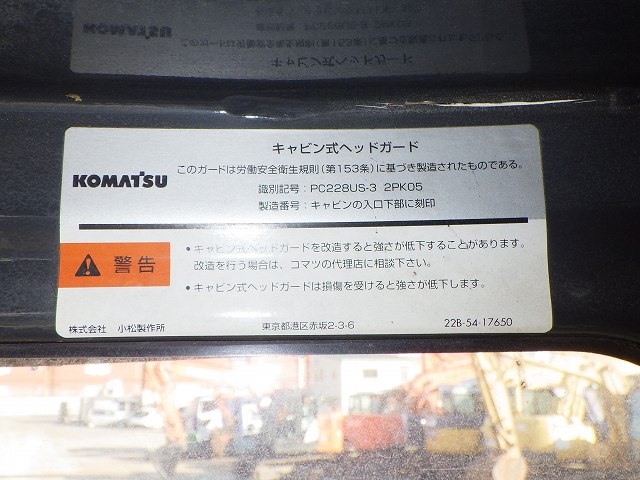 キャビン式ヘッドガード
このガードは労働安全衛生規則(第153条)に基づき製造されたものである。
KOMATSU
識別記号: PC228US-3 2PK05
製造番号: キャビンの入口下部に刻印
警告
・キャビン式ヘッドガードを改造すると強さが低下することがあります。
改造を行う場合は、コマツの代理店に相談下さい。
・キャビン式ヘッドガードは損傷を受けると強さが低下します。
株式会社 小松製作所 東京都港区赤坂2-3-6 22B-54-17650